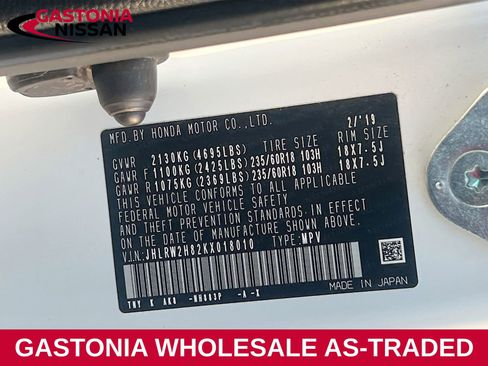 GASTONIA
NISSAN
MFD.BY HONDA MOTOR CO.,LTD. 2/'19
TIRE SIZE RIM SIZE
GVWR 2130KG (4695LBS)
GAWR F 1100KG (2425LBS) 235/60R18 103H 18X7.5J
GAWR R 1075KG (2369LBS) 235/60R18 103H 18X7.5J
THIS VEHICLE CONFORMS TO ALL APPLICABLE
FEDERAL MOTOR VEHICLE SAFETY
AND THEFT PREVENTION STANDARDS IN EFFECT
ON THE DATE OF MANUFACTURE SHOWN ABOVE.
V.I.N: JHLRW2H82KX018010 TYPE:MPV
-A -X
MADE IN JAPAN
GASTONIA WHOLESALE AS-TRADED